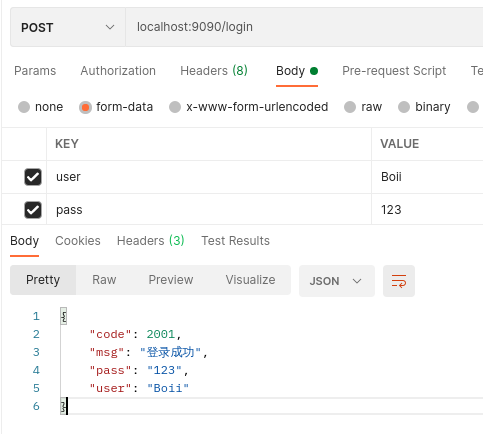 POST localhost:9090/login
Params Authorization Headers (8) Body Pre-request Script Te
none form-data x-www-form-urlencoded raw binary
KEY VALUE
user Boii
pass 123
Body Cookies Headers (3) Test Results
Pretty Raw Preview Visualize JSON
1 {
2 "code": 2001,
3 "msg": "登录成功",
4 "pass": "123",
5 "user": "Boii"
6 }